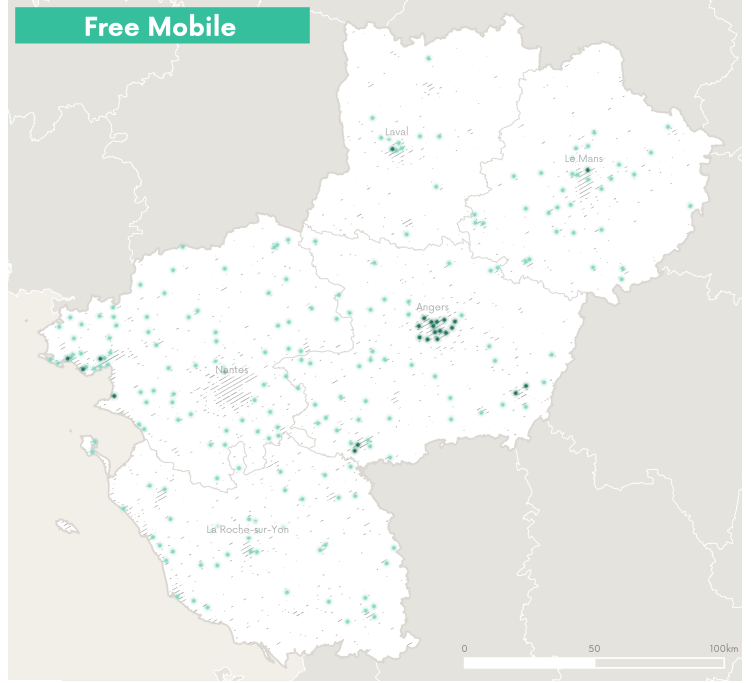 Free Mobile
Laval
Le Mans
Angers
Nantes
La Roche-sur-Yon
0 50 100km